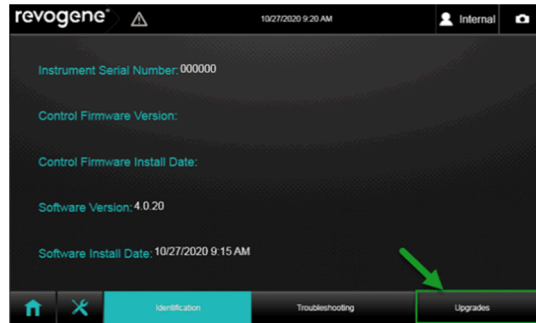 revogene
10/27/2020 9:20 AM
Internal
Instrument Serial Number: 000000
Control Firmware Version:
Control Firmware Install Date:
Software Version: 4.0.20
Software Install Date: 10/27/2020 9:15 AM
Identification
Troubleshooting
Upgrades